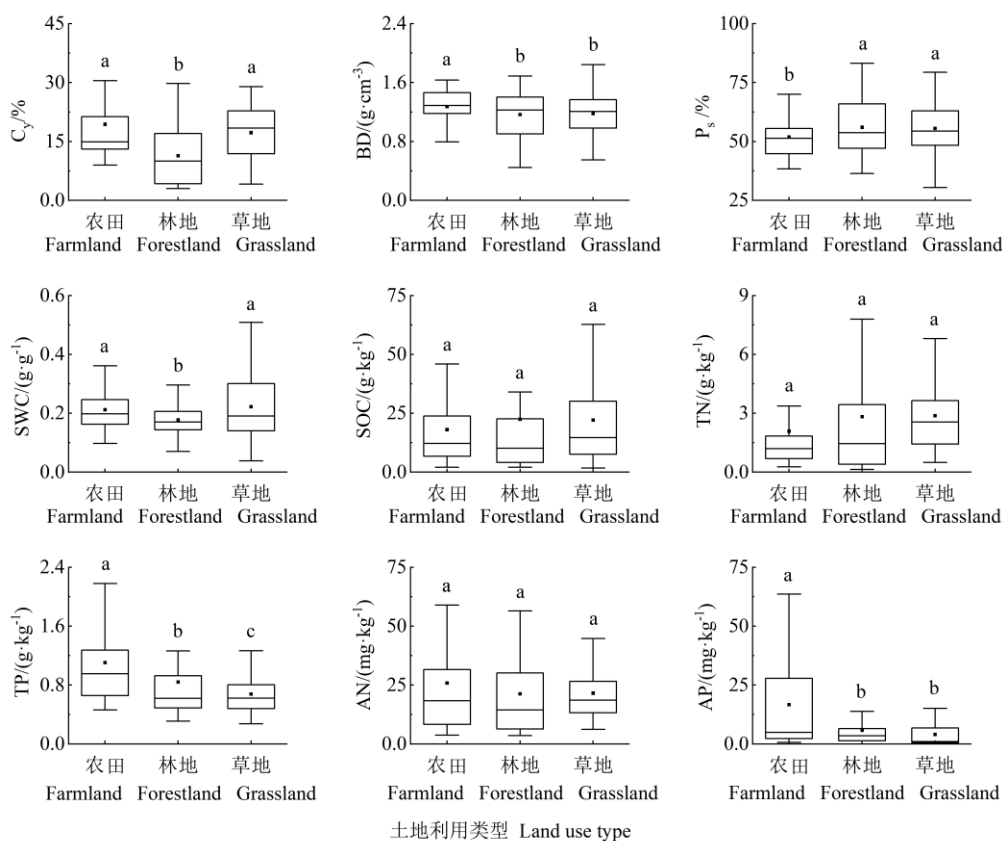 45
30
15
0.0
C_y/%
a
b
a
农田
林地
草地
Farmland Forestland Grassland
2.4
1.6
0.8
0.0
BD/(g·cm⁻³)
a
b
b
农田
林地
草地
Farmland Forestland Grassland
100
75
50
25
P_s/%
b
a
a
农田
林地
草地
Farmland Forestland Grassland
0.6
0.4
0.2
0.0
SWC/(g·g⁻¹)
a
b
a
农田
林地
草地
Farmland Forestland Grassland
75
50
25
0.0
SOC/(g·kg⁻¹)
a
a
a
农田
林地
草地
Farmland Forestland Grassland
9
6
3
0.0
TN/(g·kg⁻¹)
a
a
a
农田
林地
草地
Farmland Forestland Grassland
2.4
1.6
0.8
0.0
TP/(g·kg⁻¹)
a
b
c
农田
林地
草地
Farmland Forestland Grassland
75
50
25
0.0
AN/(mg·kg⁻¹)
a
a
a
农田
林地
草地
Farmland Forestland Grassland
75
50
25
0.0
AP/(mg·kg⁻¹)
a
b
b
农田
林地
草地
Farmland Forestland Grassland
土地利用类型 Land use type